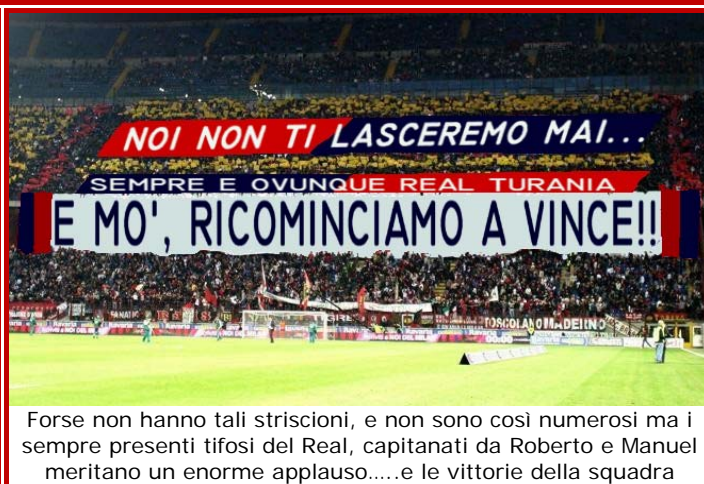 NOI NON TI LASCEREMO MAI...
SEMPRE E OVUNQUE REAL TURANIA
E MO', RICOMINCIAMO A VINCE!!
TOSCOLANO MADERNO
Forse non hanno tali striscioni, e non sono così numerosi ma i
sempre presenti tifosi del Real, capitanati da Roberto e Manuel
meritano un enorme applauso.....e le vittorie della squadra